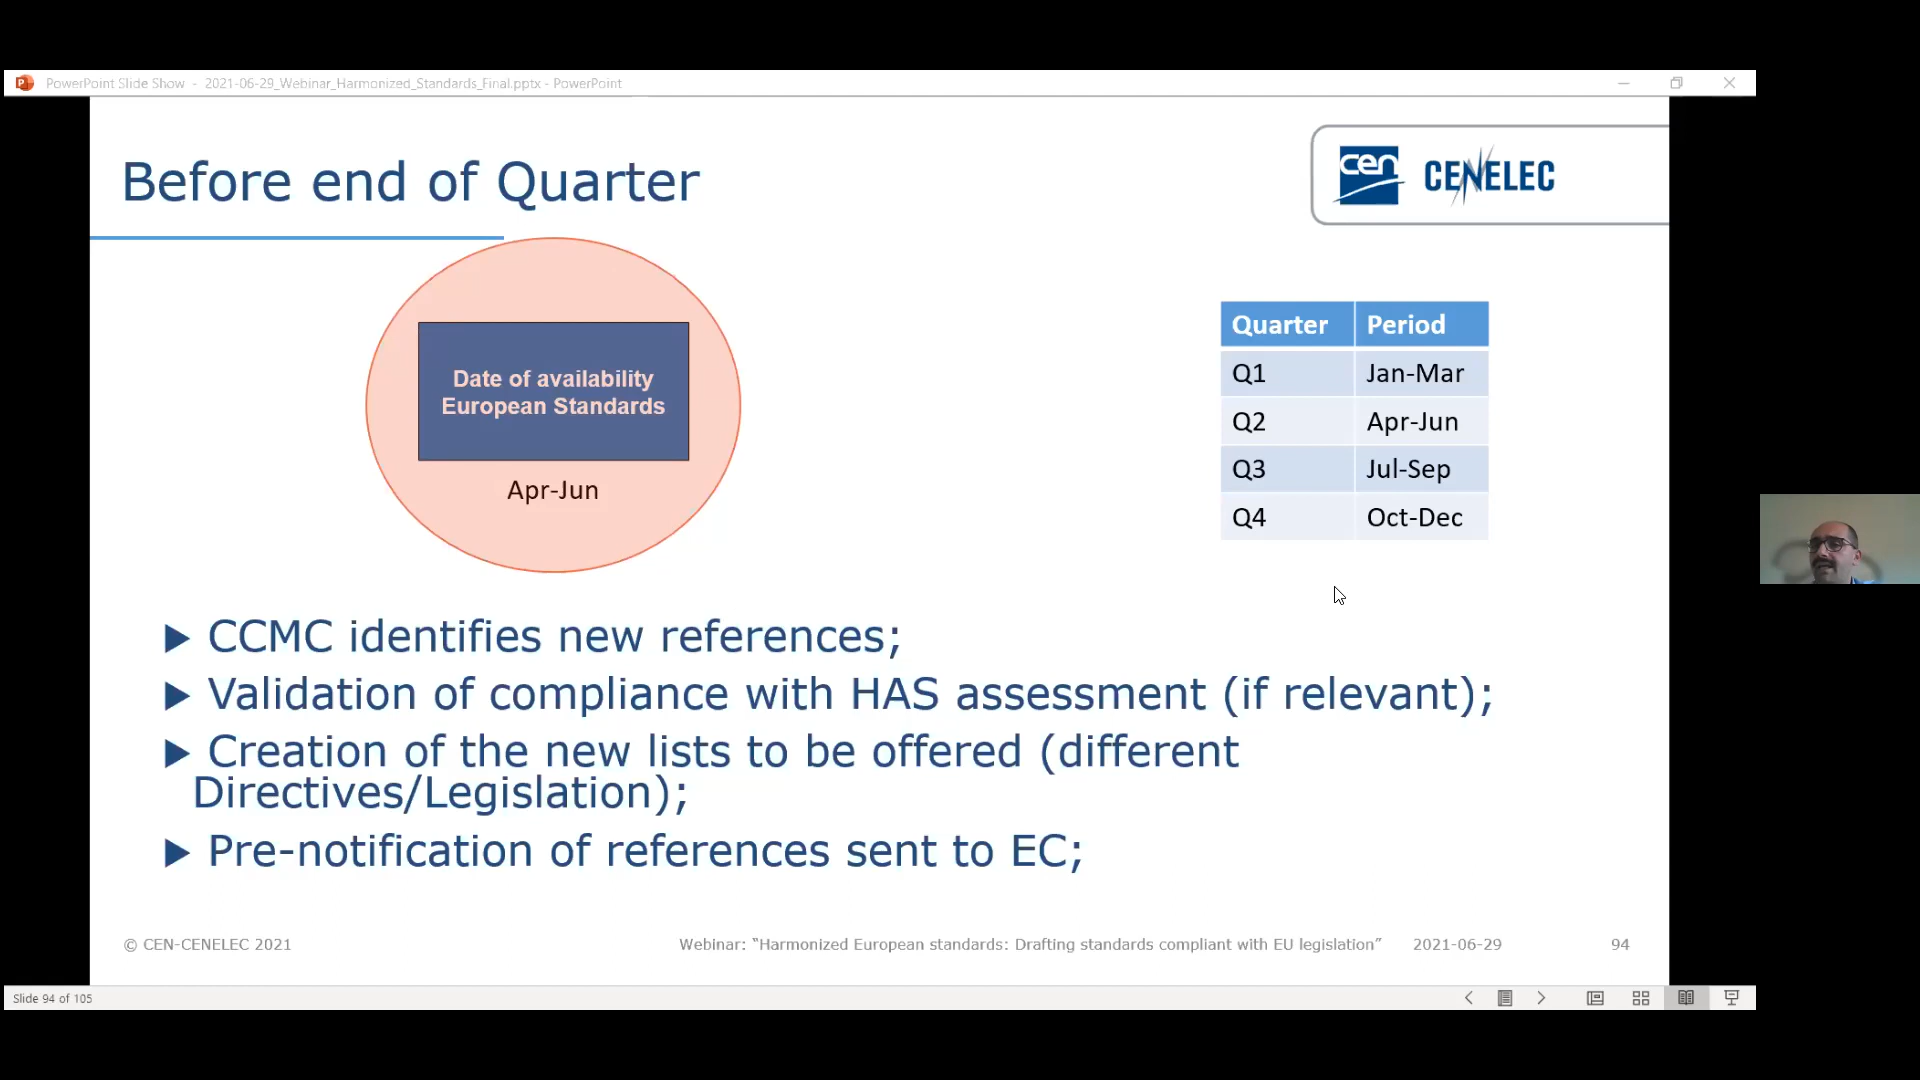 PowerPoint Slide Show - 2021-06-29_Webinar_Harmonized_Standards_Final.pptx - PowerPoint
Before end of Quarter
cen CENELEC
Date of availability
European Standards
Apr-Jun
Quarter Period
Q1 Jan-Mar
Q2 Apr-Jun
Q3 Jul-Sep
Q4 Oct-Dec
CCMC identifies new references;
Validation of compliance with HAS assessment (if relevant);
Creation of the new lists to be offered (different
Directives/Legislation);
Pre-notification of references sent to EC;
© CEN-CENELEC 2021 Webinar: “Harmonized European standards: Drafting standards compliant with EU legislation” 2021-06-29 94
Slide 94 of 105